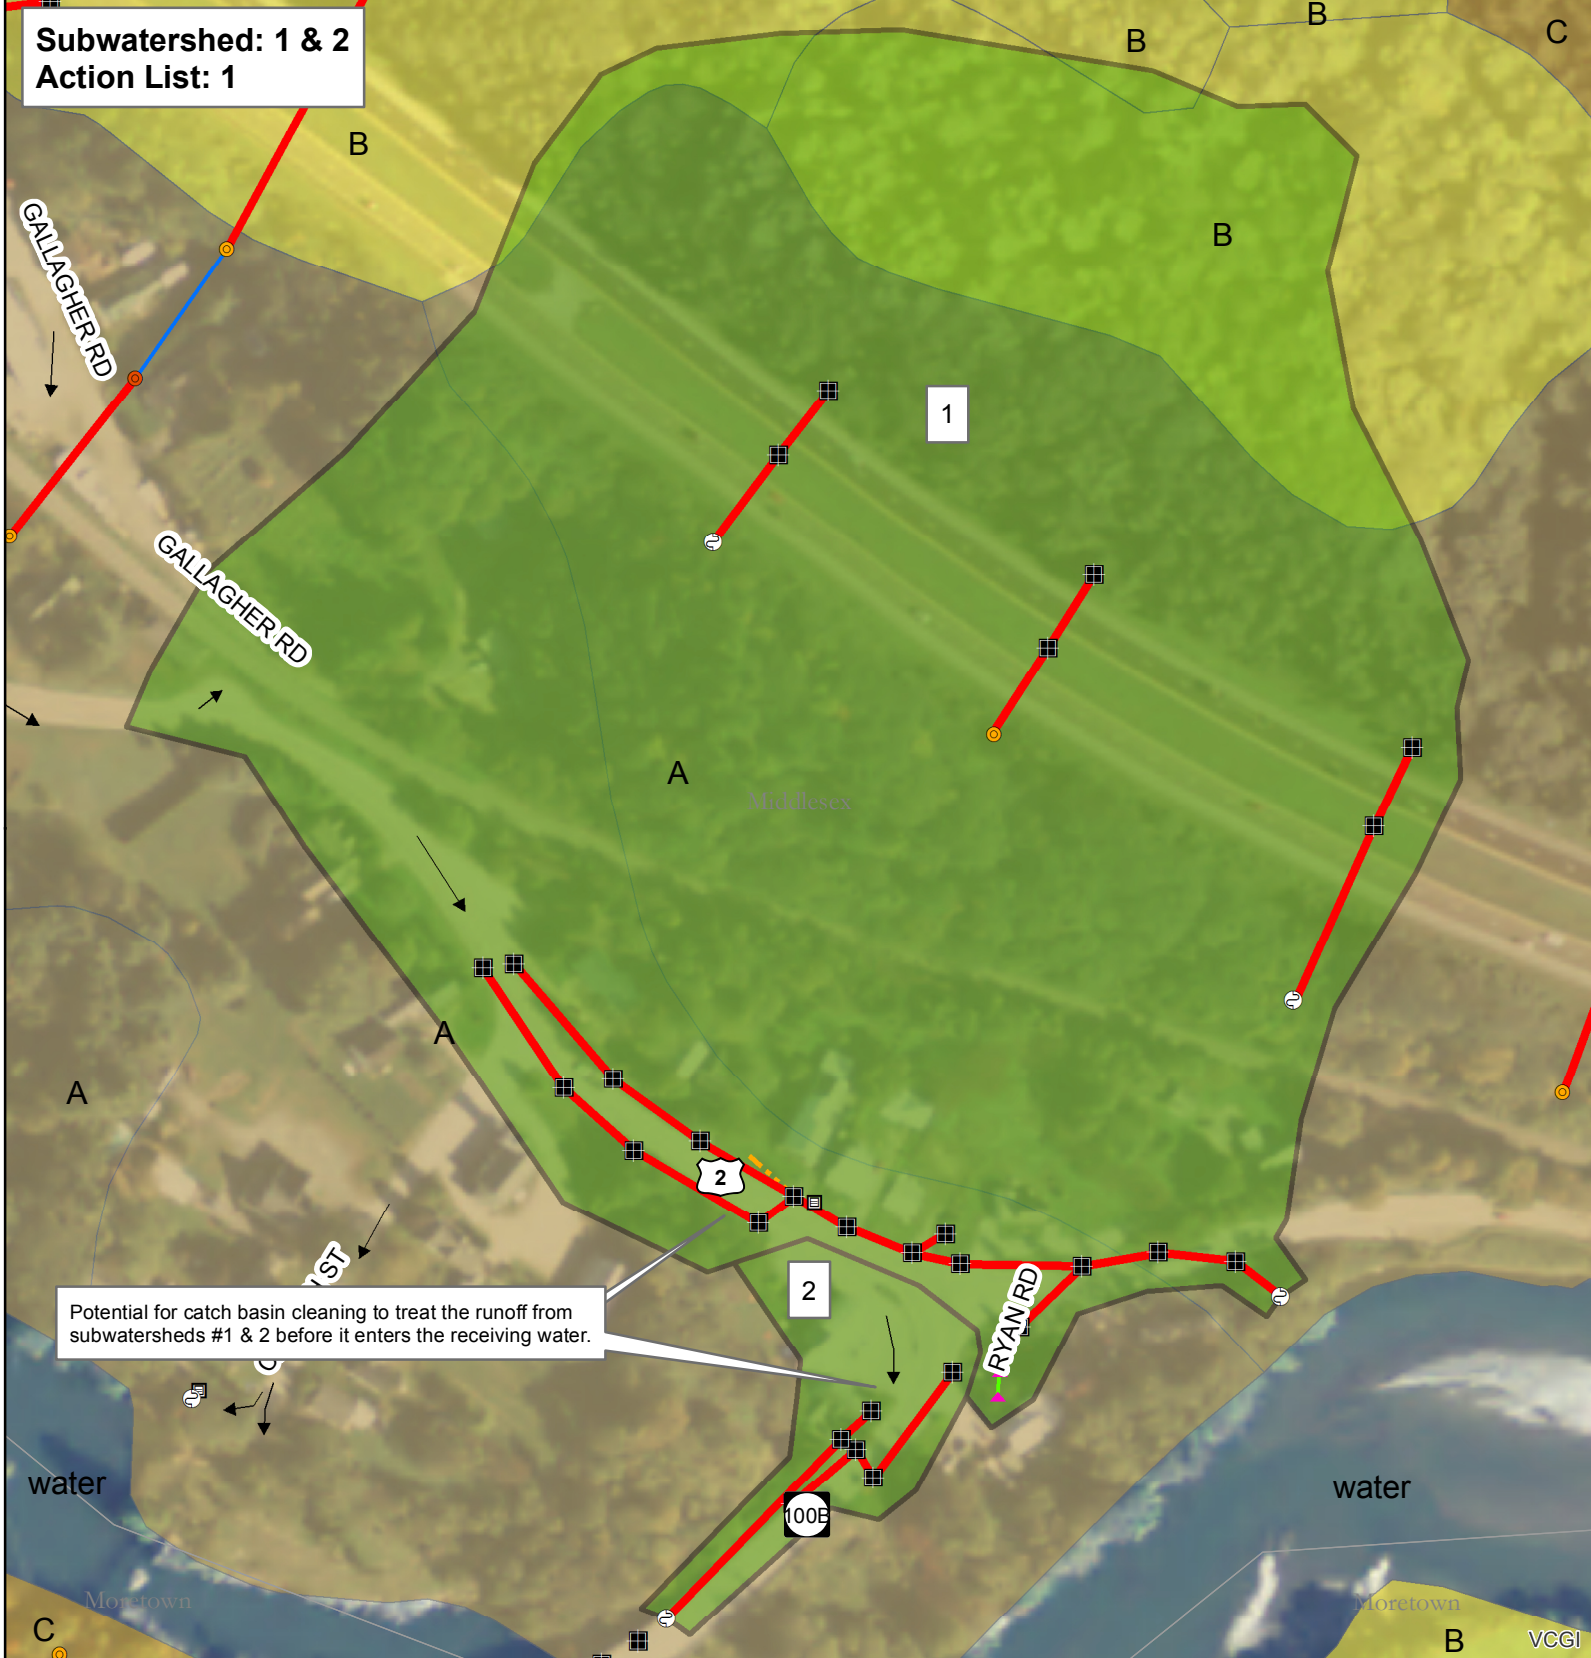 Subwatershed: 1 & 2
Action List: 1
B
B
C
B
B
GALLAGHER RD
1
GALLAGHER RD
A
Middlesex
A
A
2
2
RYAN RD
ST
Potential for catch basin cleaning to treat the runoff from
subwatersheds #1 & 2 before it enters the receiving water.
water
water
100B
Moretown
Moretown
C
B
VCGI